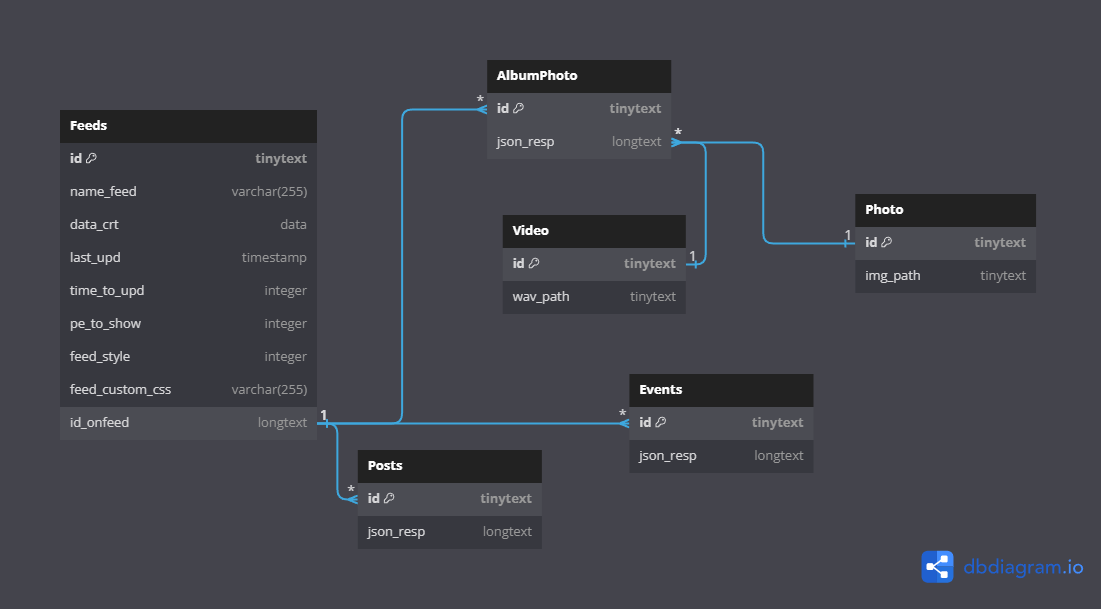 Feeds
id tinytext
name_feed varchar(255)
data_crt data
last_upd timestamp
time_to_upd integer
pe_to_show integer
feed_style integer
feed_custom_css varchar(255)
id_onfeed longtext
1
AlbumPhoto
* id tinytext
json_resp longtext *
Video
id tinytext 1
wav_path tinytext
Photo
1 id tinytext
img_path tinytext
Events
* id tinytext
json_resp longtext
Posts
* id tinytext
json_resp longtext
dbdiagram.io